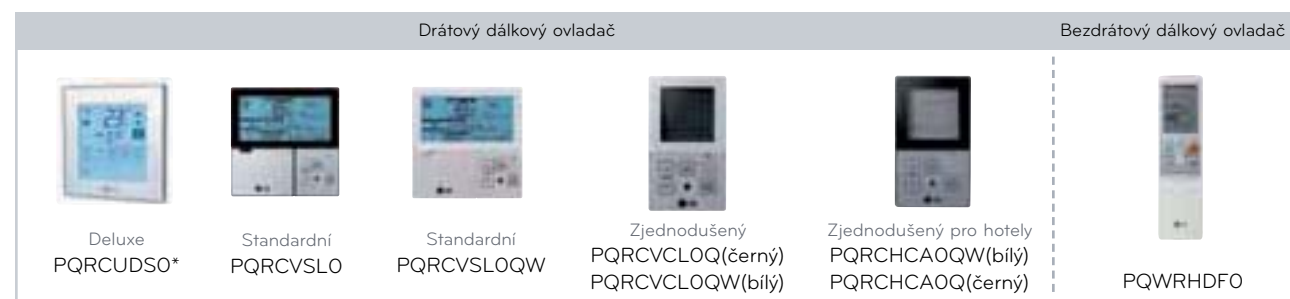 Drátový dálkový ovladač
Bezdrátový dálkový ovladač
Deluxe
PQRCUDS0*
Standardní
PQRCVSL0
Standardní
PQRCVSL0QW
Zjednodušený
PQRCVCL0Q(černý)
PQRCVCL0QW(bílý)
Zjednodušený pro hotely
PQRCHCA0QW(bílý)
PQRCHCA0Q(černý)
PQWRHDF0